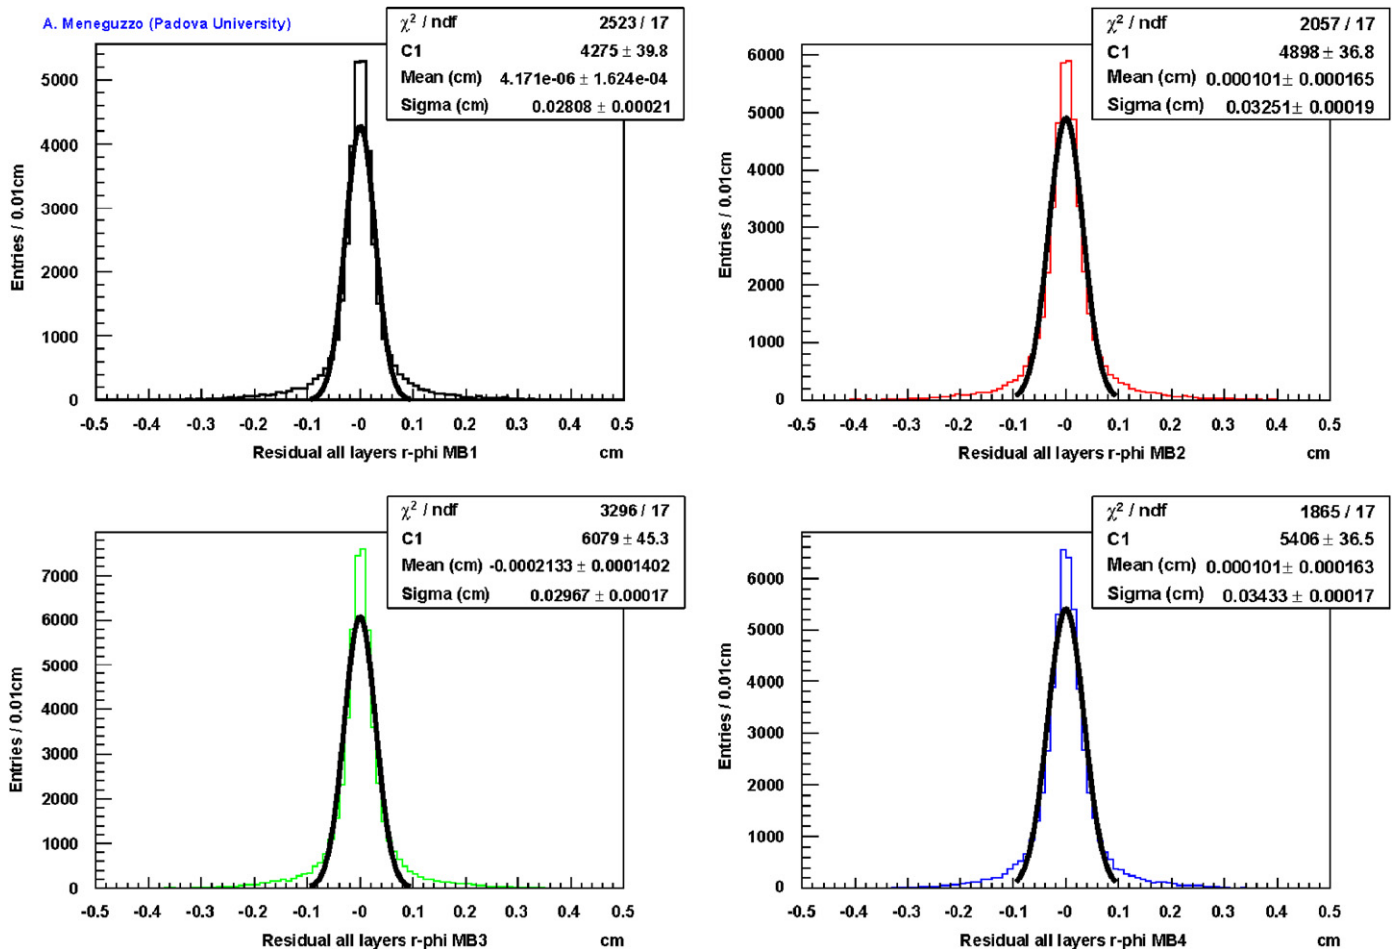 A. Meneguzzo (Padova University)
χ² / ndf 2523 / 17
C1 4275 ± 39.8
Mean (cm) 4.171e-06 ± 1.624e-04
Sigma (cm) 0.02808 ± 0.00021
Entries / 0.01cm
5000
4000
3000
2000
1000
0
-0.5 -0.4 -0.3 -0.2 -0.1 -0 0.1 0.2 0.3 0.4 0.5
Residual all layers r-phi MB1 cm
χ² / ndf 2057 / 17
C1 4898 ± 36.8
Mean (cm) 0.000101± 0.000165
Sigma (cm) 0.03251± 0.00019
Entries / 0.01cm
6000
5000
4000
3000
2000
1000
0
-0.5 -0.4 -0.3 -0.2 -0.1 -0 0.1 0.2 0.3 0.4 0.5
Residual all layers r-phi MB2 cm
χ² / ndf 3296 / 17
C1 6079 ± 45.3
Mean (cm) -0.0002133 ± 0.0001402
Sigma (cm) 0.02967 ± 0.00017
Entries / 0.01cm
7000
6000
5000
4000
3000
2000
1000
0
-0.5 -0.4 -0.3 -0.2 -0.1 -0 0.1 0.2 0.3 0.4 0.5
Residual all layers r-phi MB3 cm
χ² / ndf 1865 / 17
C1 5406 ± 36.5
Mean (cm) 0.000101 ± 0.000163
Sigma (cm) 0.03433 ± 0.00017
Entries / 0.01cm
6000
5000
4000
3000
2000
1000
0
-0.5 -0.4 -0.3 -0.2 -0.1 -0 0.1 0.2 0.3 0.4 0.5
Residual all layers r-phi MB4 cm